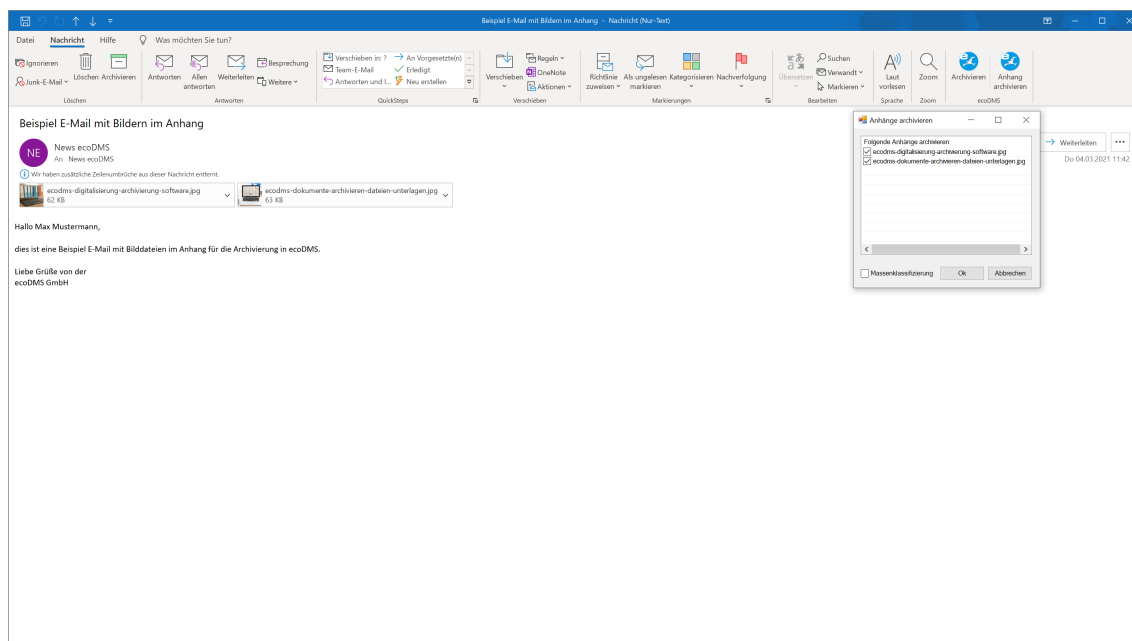 Beispiel E-Mail mit Bildern im Anhang - Nachricht (Nur-Text)
Datei Nachricht Hilfe Was möchten Sie tun?
Ignorieren
Junk-E-Mail
Löschen Archivieren
Löschen
Antworten Allen antworten Weiterleiten
Besprechung
Weitere
Antworten
Verschieben in: ? An Vorgesetzte(n)
Team-E-Mail Erledigt
Antworten und l... Neu erstellen
QuickSteps
Verschieben
Regeln
OneNote
Aktionen
Verschieben
Richtlinie zuweisen Als ungelesen markieren Kategorisieren Nachverfolgung
Markierungen
Übersetzen
Suchen
Verwandt
Markieren
Bearbeiten
Laut vorlesen
Sprache
Zoom
Zoom
Archivieren Anhang archivieren
ecoDMS
Beispiel E-Mail mit Bildern im Anhang
NE
News ecoDMS
An News ecoDMS
Weiterleiten
Do 04.03.2021 11:42
Wir haben zusätzliche Zeilenumbrüche aus dieser Nachricht entfernt.
ecodms-digitalisierung-archivierung-software.jpg
62 KB
ecodms-dokumente-archivieren-dateien-unterlagen.jpg
63 KB
Hallo Max Mustermann,
dies ist eine Beispiel E-Mail mit Bilddateien im Anhang für die Archivierung in ecoDMS.
Liebe Grüße von der
ecoDMS GmbH
Anhänge archivieren
Folgende Anhänge archivieren:
ecodms-digitalisierung-archivierung-software.jpg
ecodms-dokumente-archivieren-dateien-unterlagen.jpg
Massenklassifizierung Ok Abbrechen